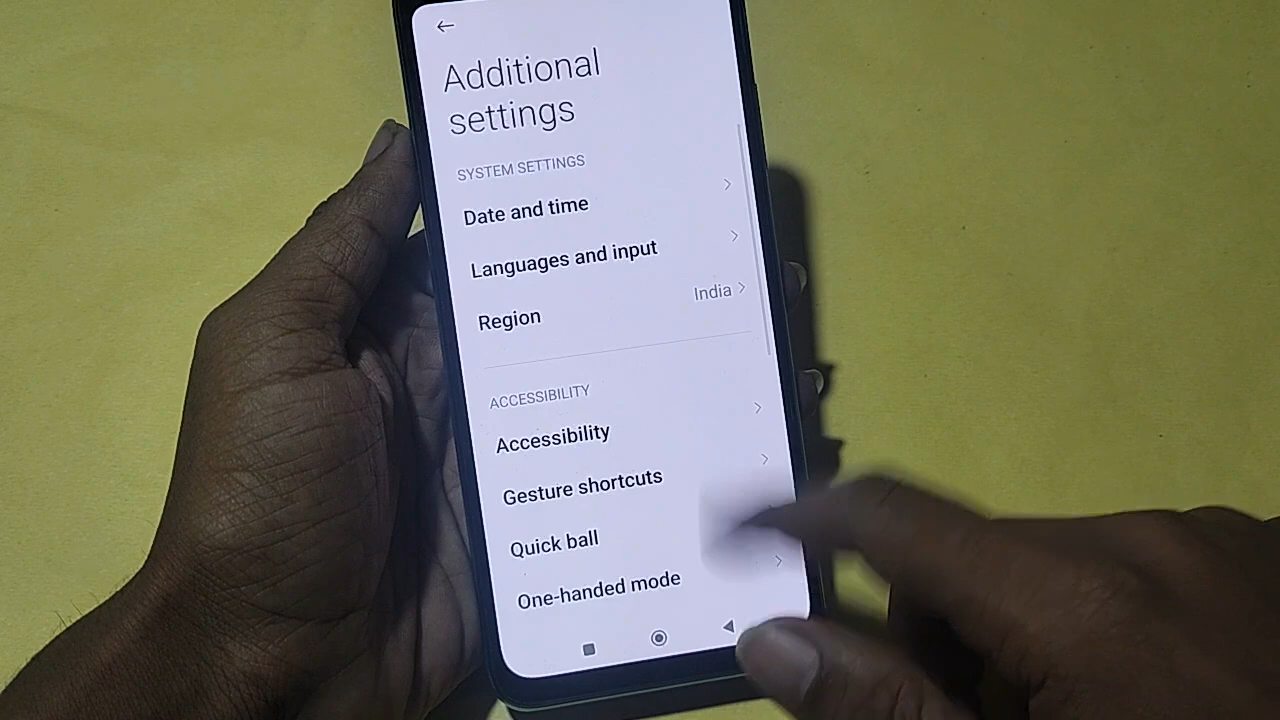 Additional
settings
SYSTEM SETTINGS
Date and time
Languages and input
Region
India
ACCESSIBILITY
Accessibility
Gesture shortcuts
Quick ball
One-handed mode